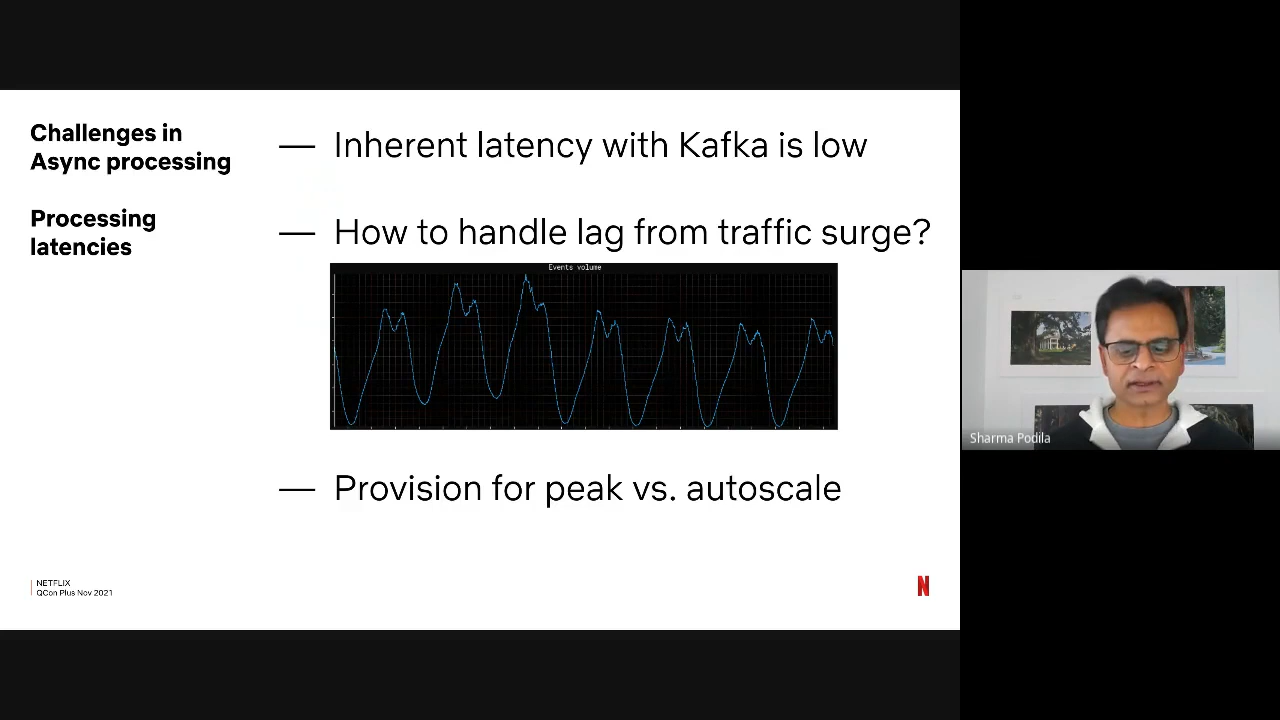 Challenges in
Async processing
Processing
latencies
— Inherent latency with Kafka is low
— How to handle lag from traffic surge?
Events volume
— Provision for peak vs. autoscale
NETFLIX
QCon Plus Nov 2021
N
Sharma Podila